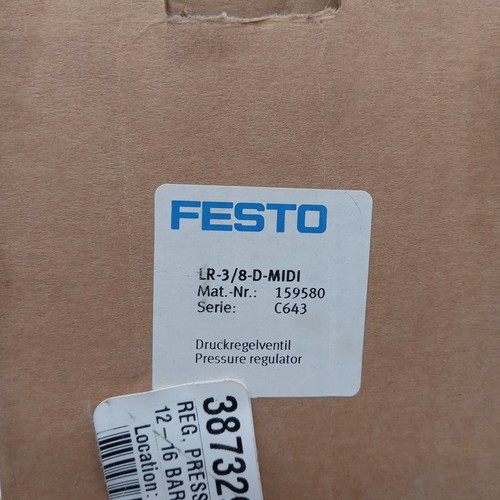 FESTO
LR-3/8-D-MIDI
Mat.-Nr.: 159580
Serie: C643
Druckregelventil
Pressure regulator
REG, PRESS
12-16 BAR
Location: